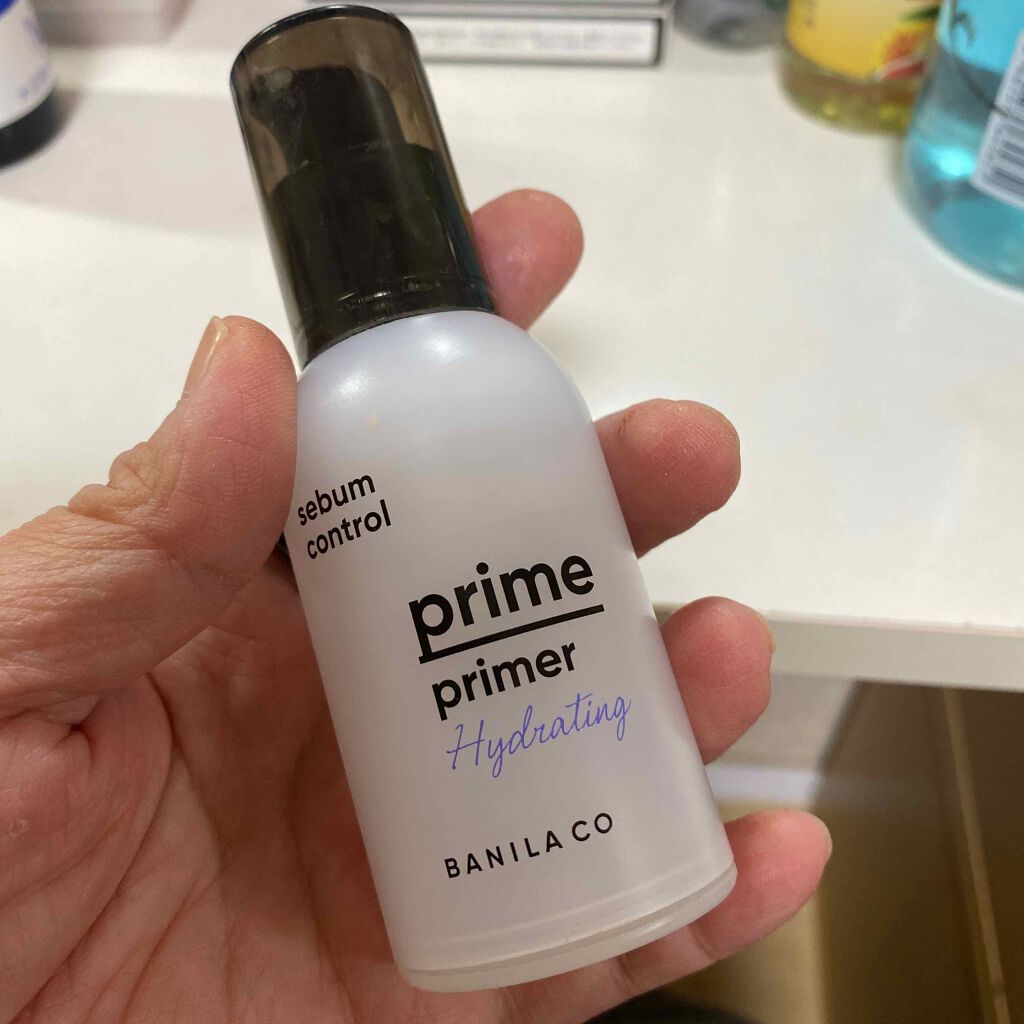 sebum
control
prime
primer
Hydrating
BANILA CO